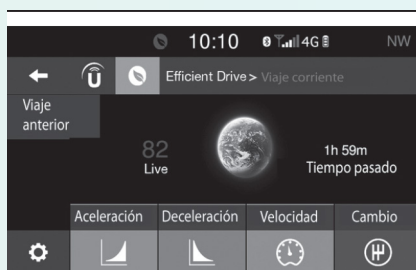 10:10 4G NW
Efficient Drive > Viaje corriente
Viaje
anterior
82
Live
1h 59m
Tiempo pasado
Aceleración Deceleración Velocidad Cambio